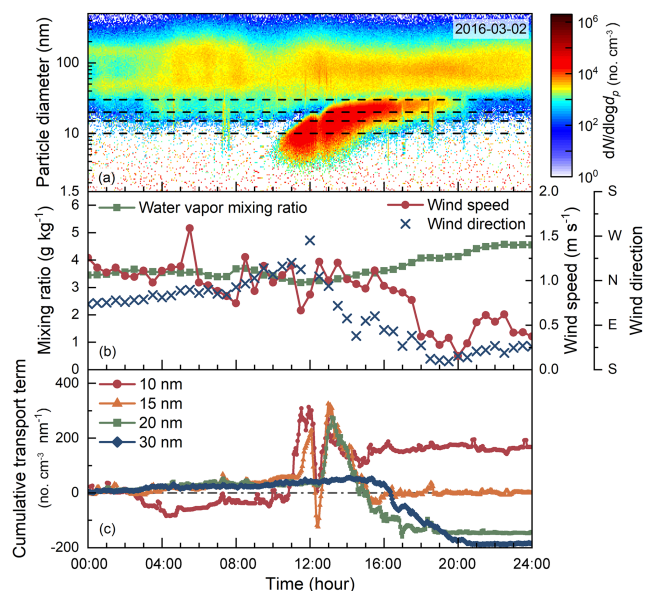 2016-03-02
Particle diameter (nm)
100
10
1.5
(a)
10⁶
10⁵
10⁴
10³
10²
10¹
10⁰
dN/dlogdₚ (no. cm⁻³)
Water vapor mixing ratio
Wind speed
Wind direction
Mixing ratio (g kg⁻¹)
6
5
4
3
2
1
0
(b)
2.0
1.5
1.0
0.5
0.0
Wind speed (m s⁻¹)
S
W
N
E
S
Wind direction
Cumulative transport term
(no. cm⁻³ nm⁻¹)
400
200
0
-200
10 nm
15 nm
20 nm
30 nm
(c)
00:00 04:00 08:00 12:00 16:00 20:00 24:00
Time (hour)